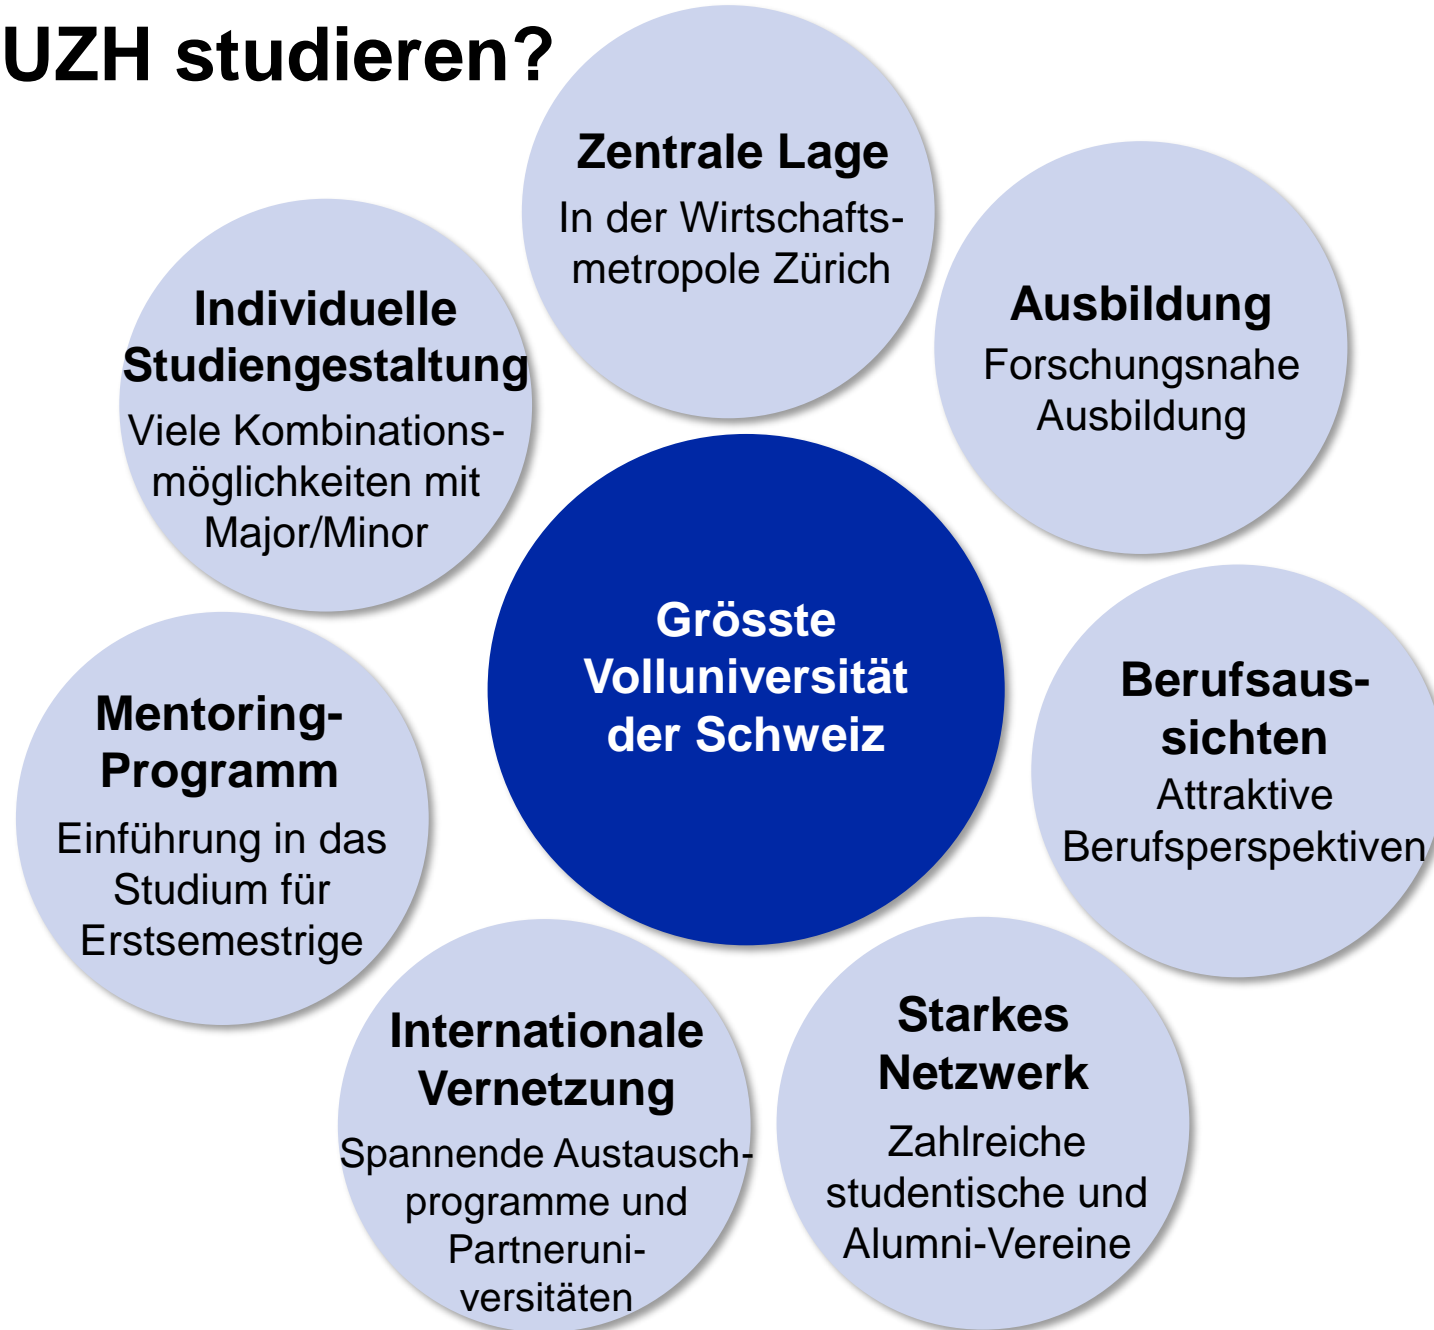 UZH studieren?
Zentrale Lage
In der Wirtschafts-
metropole Zürich
Ausbildung
Forschungsnahe
Ausbildung
Berufsaus-
sichten
Attraktive
Berufsperspektiven
Starkes
Netzwerk
Zahlreiche
studentische und
Alumni-Vereine
Internationale
Vernetzung
Spannende Austausch-
programme und
Partneruni-
versitäten
Mentoring-
Programm
Einführung in das
Studium für
Erstsemestrige
Individuelle
Studiengestaltung
Viele Kombinations-
möglichkeiten mit
Major/Minor
Grösste
Volluniversität
der Schweiz